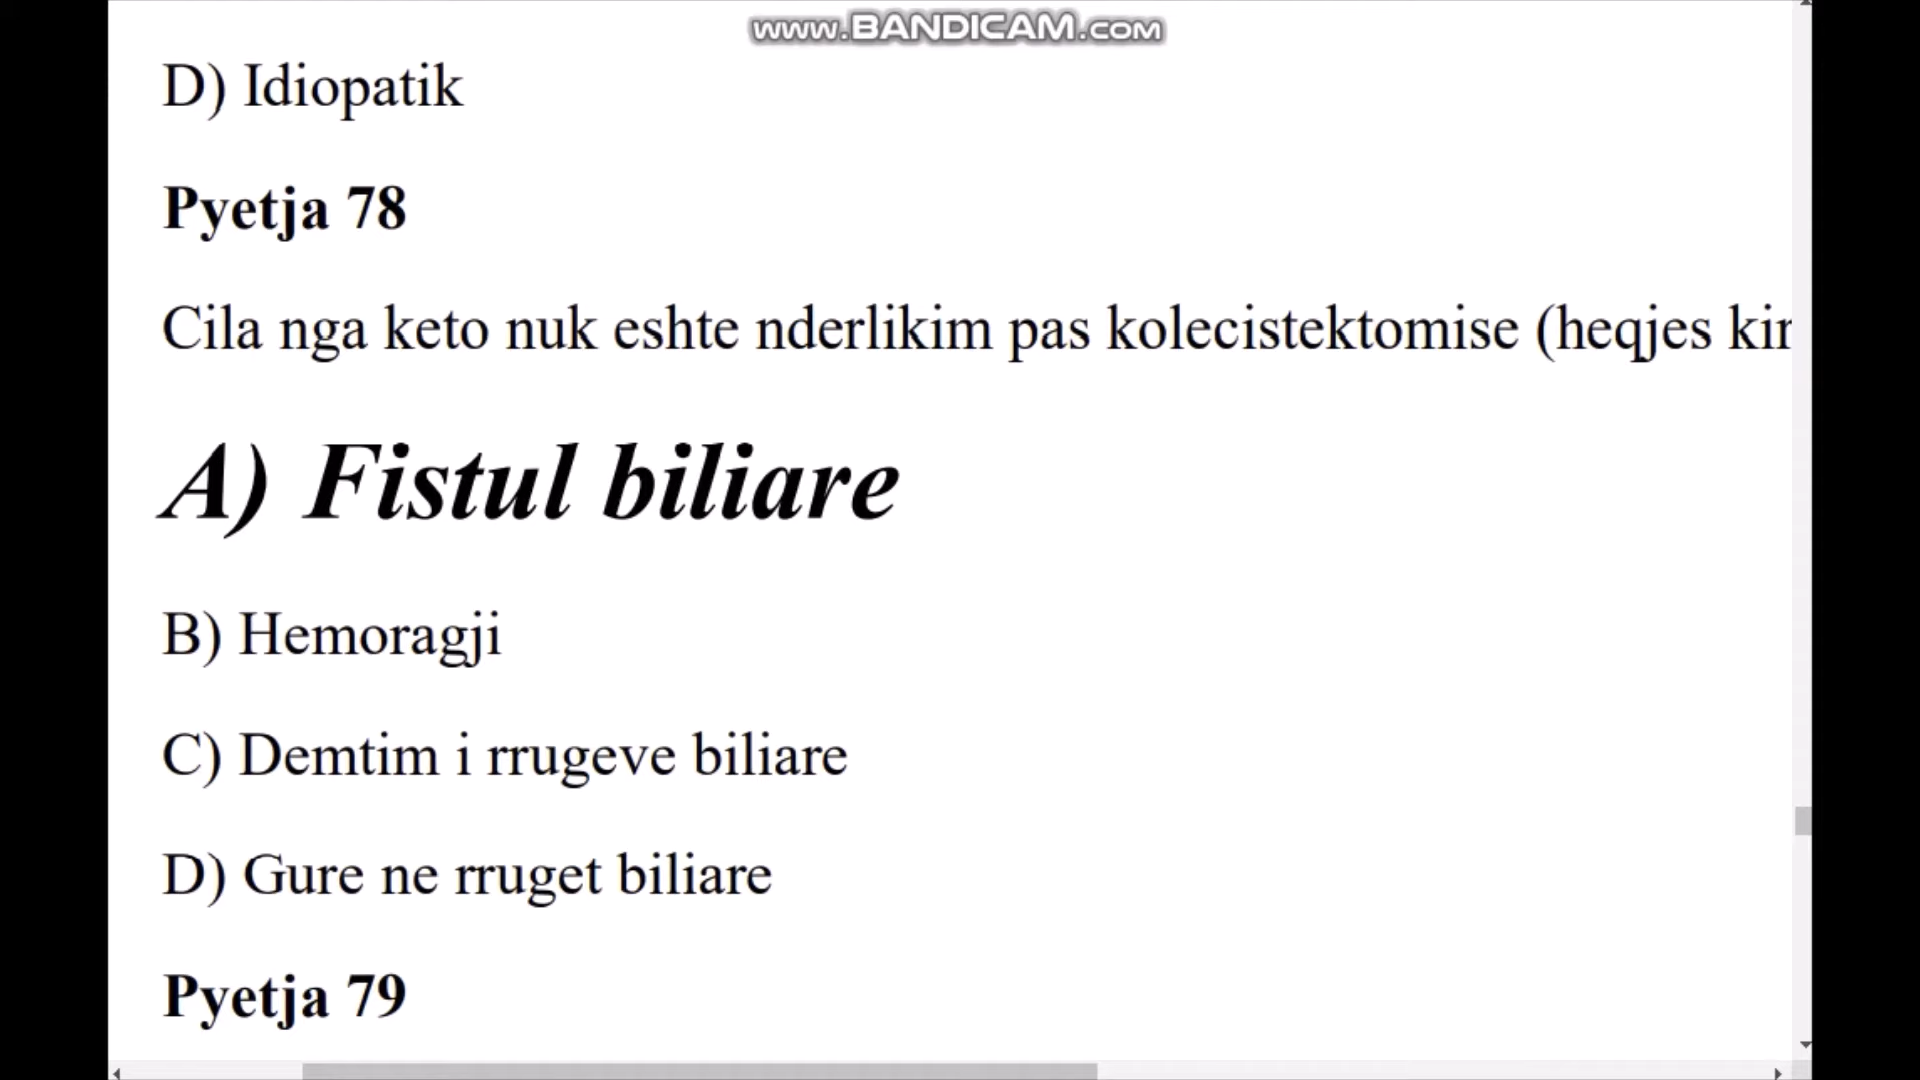 www.BANDICAM.com
D) Idiopatik
Pyetja 78
Cila nga keto nuk eshte nderlikim pas kolecistektomise (heqjes kir
A) Fistul biliare
B) Hemoragji
C) Demtim i rrugeve biliare
D) Gure ne rruget biliare
Pyetja 79